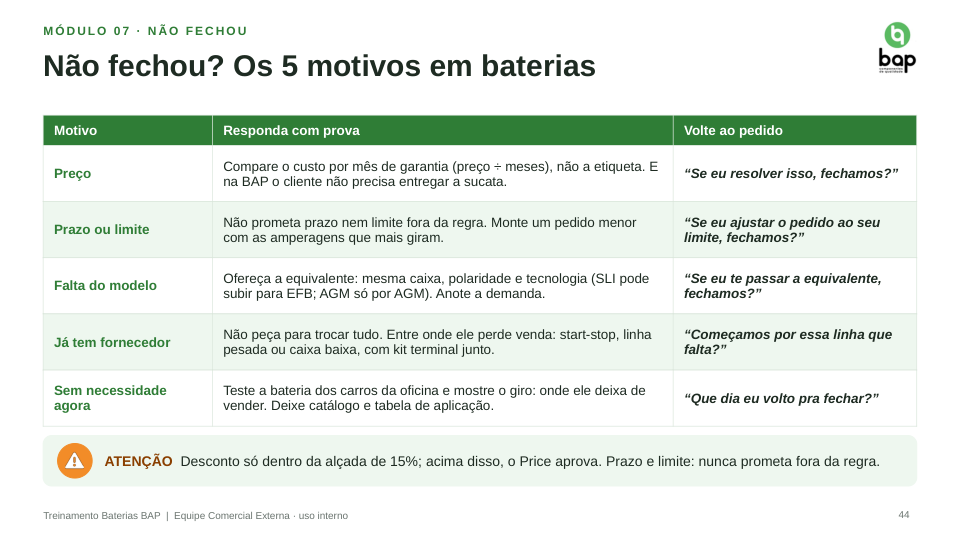 MÓDULO 07 · NÃO FECHOU
Não fechou? Os 5 motivos em baterias
bap
Motivo
Responda com prova
Volte ao pedido
Preço
Compare o custo por mês de garantia (preço ÷ meses), não a etiqueta. E
na BAP o cliente não precisa entregar a sucata.
“Se eu resolver isso, fechamos?”
Prazo ou limite
Não prometa prazo nem limite fora da regra. Monte um pedido menor
com as amperagens que mais giram.
“Se eu ajustar o pedido ao seu
limite, fechamos?”
Falta do modelo
Ofereça a equivalente: mesma caixa, polaridade e tecnologia (SLI pode
subir para EFB; AGM só por AGM). Anote a demanda.
“Se eu te passar a equivalente,
fechamos?”
Já tem fornecedor
Não peça para trocar tudo. Entre onde ele perde venda: start-stop, linha
pesada ou caixa baixa, com kit terminal junto.
“Começamos por essa linha que
falta?”
Sem necessidade
agora
Teste a bateria dos carros da oficina e mostre o giro: onde ele deixa de
vender. Deixe catálogo e tabela de aplicação.
“Que dia eu volto pra fechar?”
ATENÇÃO Desconto só dentro da alçada de 15%; acima disso, o Price aprova. Prazo e limite: nunca prometa fora da regra.
Treinamento Baterias BAP | Equipe Comercial Externa · uso interno
44